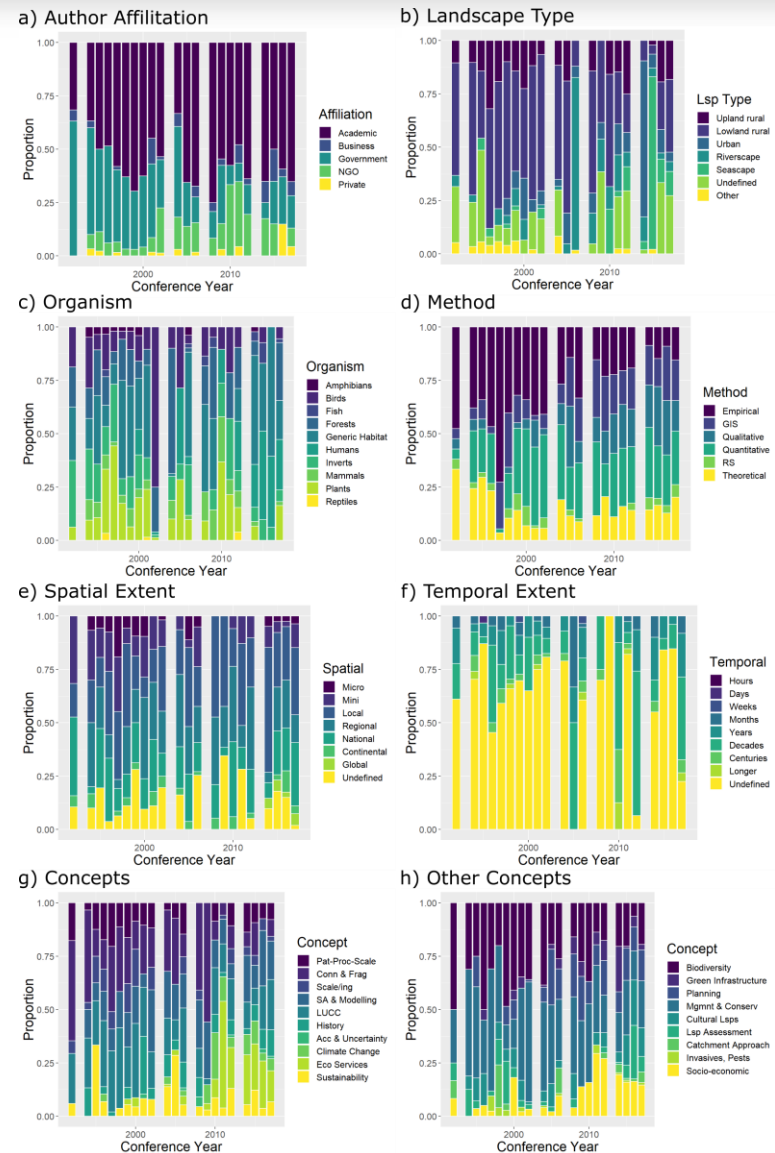 a) Author Affilitation
1.00
0.75
0.50
0.25
0.00
Proportion
2000
2010
Conference Year
Affiliation
Academic
Business
Government
NGO
Private
b) Landscape Type
1.00
0.75
0.50
0.25
0.00
Proportion
2000
2010
Conference Year
Lsp Type
Upland rural
Lowland rural
Urban
Riverscape
Seascape
Undefined
Other
c) Organism
1.00
0.75
0.50
0.25
0.00
Proportion
2000
2010
Conference Year
Organism
Amphibians
Birds
Fish
Forests
Generic Habitat
Humans
Inverts
Mammals
Plants
Reptiles
d) Method
1.00
0.75
0.50
0.25
0.00
Proportion
2000
2010
Conference Year
Method
Empirical
GIS
Qualitative
Quantitative
RS
Theoretical
e) Spatial Extent
1.00
0.75
0.50
0.25
0.00
Proportion
2000
2010
Conference Year
Spatial
Micro
Mini
Local
Regional
National
Continental
Global
Undefined
f) Temporal Extent
1.00
0.75
0.50
0.25
0.00
Proportion
2000
2010
Conference Year
Temporal
Hours
Days
Weeks
Months
Years
Decades
Centuries
Longer
Undefined
g) Concepts
1.00
0.75
0.50
0.25
0.00
Proportion
2000
2010
Conference Year
Concept
Pat-Proc-Scale
Conn & Frag
Scale/ing
SA & Modelling
LUCC
History
Acc & Uncertainty
Climate Change
Eco Services
Sustainability
h) Other Concepts
1.00
0.75
0.50
0.25
0.00
Proportion
2000
2010
Conference Year
Concept
Biodiversity
Green Infrastructure
Planning
Mgmnt & Conserv
Cultural Lsps
Lsp Assessment
Catchment Approach
Invasives, Pests
Socio-economic